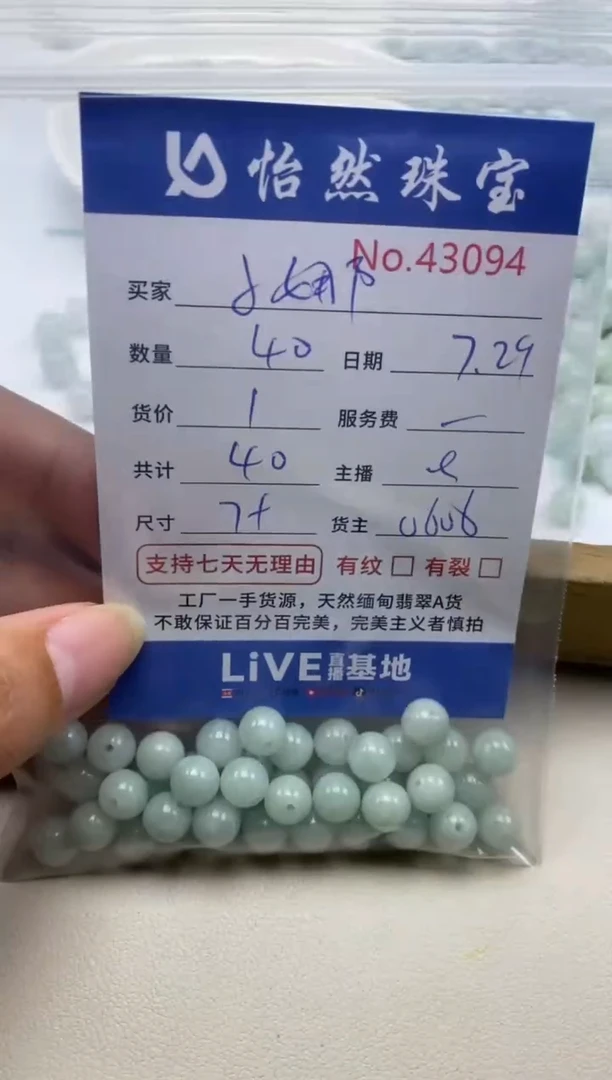 怡然珠宝
No.43094
买家
数量 40 日期 7.29
货价 1 服务费 一
共计 40 主播 e
尺寸 7+ 货主 0606
支持七天无理由 有纹 □ 有裂 □
工厂一手货源，天然缅甸翡翠A货
不敢保证百分百完美，完美主义者慎拍
LiVE直播基地